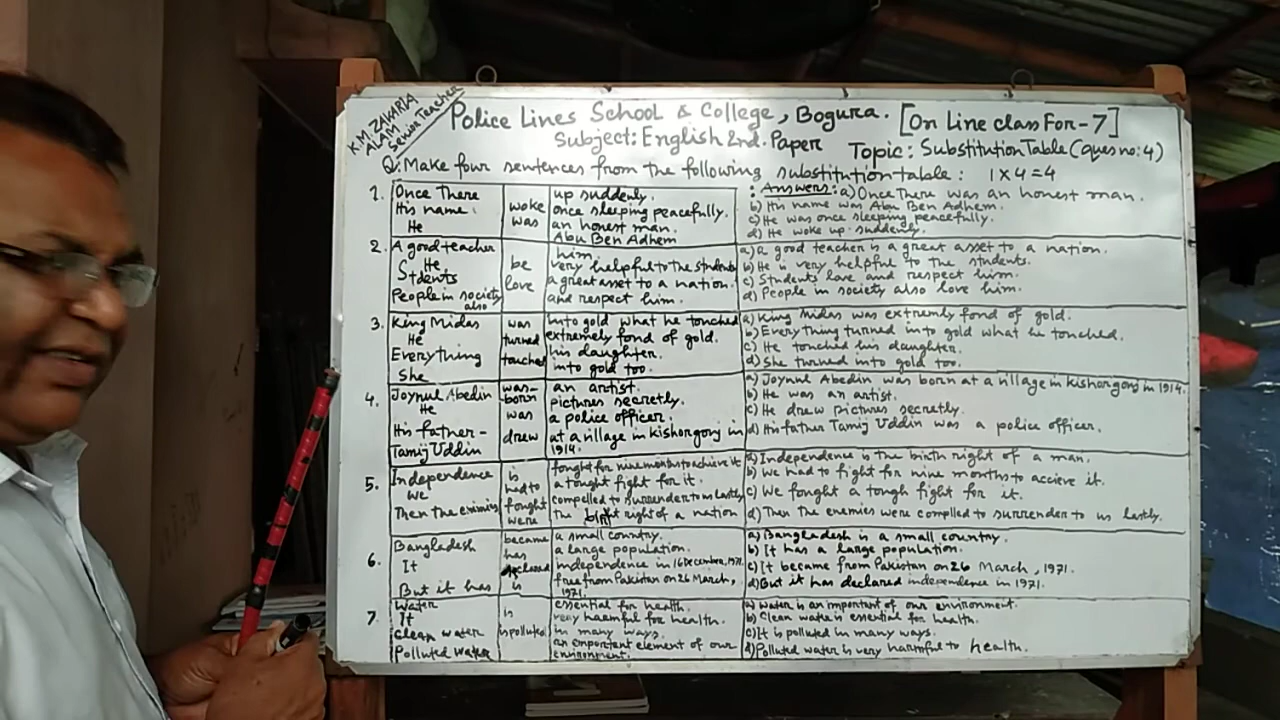 K.M. ZAKARIA
ALAM
Senior Teacher
Police Lines School & College, Bogura. [On Line class For-7]
Subject: English 2nd. Paper
Topic: Substitution Table (ques no: 4)
Q: Make four sentences from the following substitution table: 1 x 4 = 4
1.
Once There
His name
He
woke
was
up suddenly.
once sleeping peacefully.
an honest man.
Abu Ben Adhem
: Answers: a) Once There was an honest man.
b) His name was Abu Ben Adhem.
c) He was once sleeping peacefully.
d) He woke up suddenly.
2.
A good teacher
He
Stdents
People in society
also
be
love
him
very helpful to the students
a great asset to a nation.
and respect him.
a) a good teacher is a great asset to a nation.
b) He is very helpful to the students.
c) Students love and respect him.
d) People in society also love him.
3.
King Midas
He
Everything
She
was
turned
touched
into gold what he touched
extremely fond of gold.
his daughter.
into gold too.
a) King Midas was extremly fond of gold.
b) Everything turned into gold what he touched.
c) He touched his daughter.
d) She turned into gold too.
4.
Joynul Abedin
He
His father-
Tamij Uddin
was-
born
was
drew
an artist.
pictures secretly.
a police officer.
at a village in Kishorgonj in
1914.
a) Joynul Abedin was born at a village in Kishorgonj in 1914.
b) He was an artist.
c) He drew pictures secretly.
d) His father Tamij Uddin was a police officer.
5.
Independence
We
Then the enimies
is
had to
fought
were
fought for nine months to achieve it
a tought fight for it.
compelled to surrender to us lastly
the birt right of a nation
a) Independence is the birth right of a man.
b) We had to fight for nine months to accieve it.
c) We fought a tough fight for it.
d) Then the enemies were complled to surrender to us lastly.
6.
Bangladesh
It
But it has
became
has
declared
is
a small country.
a large population.
independence in 16 December, 1971.
free from Pakistan on 26 March,
1971.
a) Bangladesh is a small country.
b) It has a large population.
c) It became from Pakistan on 26 March, 1971.
d) But it has declared independence in 1971.
7.
Water
It
Clean water
Polluted water
is
is polluted
essential for health.
very harmful for health.
in many ways.
an important element of our
environment.
a) Water is an important of our environment.
b) Clean water is essential for health.
c) It is polluted in many ways.
d) Polluted water is very harmful to health.